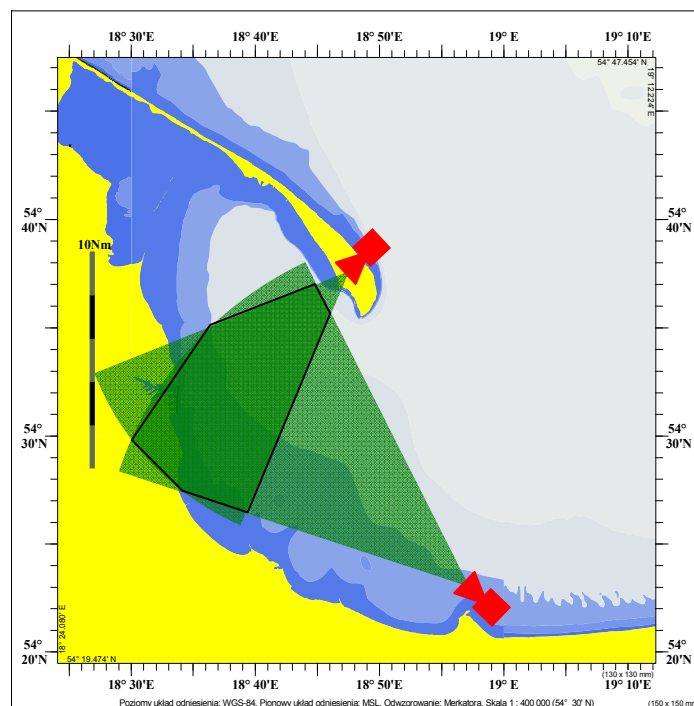 18° 30'E 18° 40'E 18° 50'E 19° E 19° 10'E
54° 47.454' N
19° 12.224' E
54°
40'N
54°
40'N
10Nm
54°
30'N
54°
30'N
18° 24.080' E
54°
20'N
54° 19.474' N
54°
20'N
(130 x 130 mm)
18° 30'E 18° 40'E 18° 50'E 19° E 19° 10'E
Poziomy układ odniesienia: WGS-84. Pionowy układ odniesienia: MSL. Odwzorowanie: Merkatora. Skala 1 : 400 000 (54° 30' N)
(150 x 150 mm)